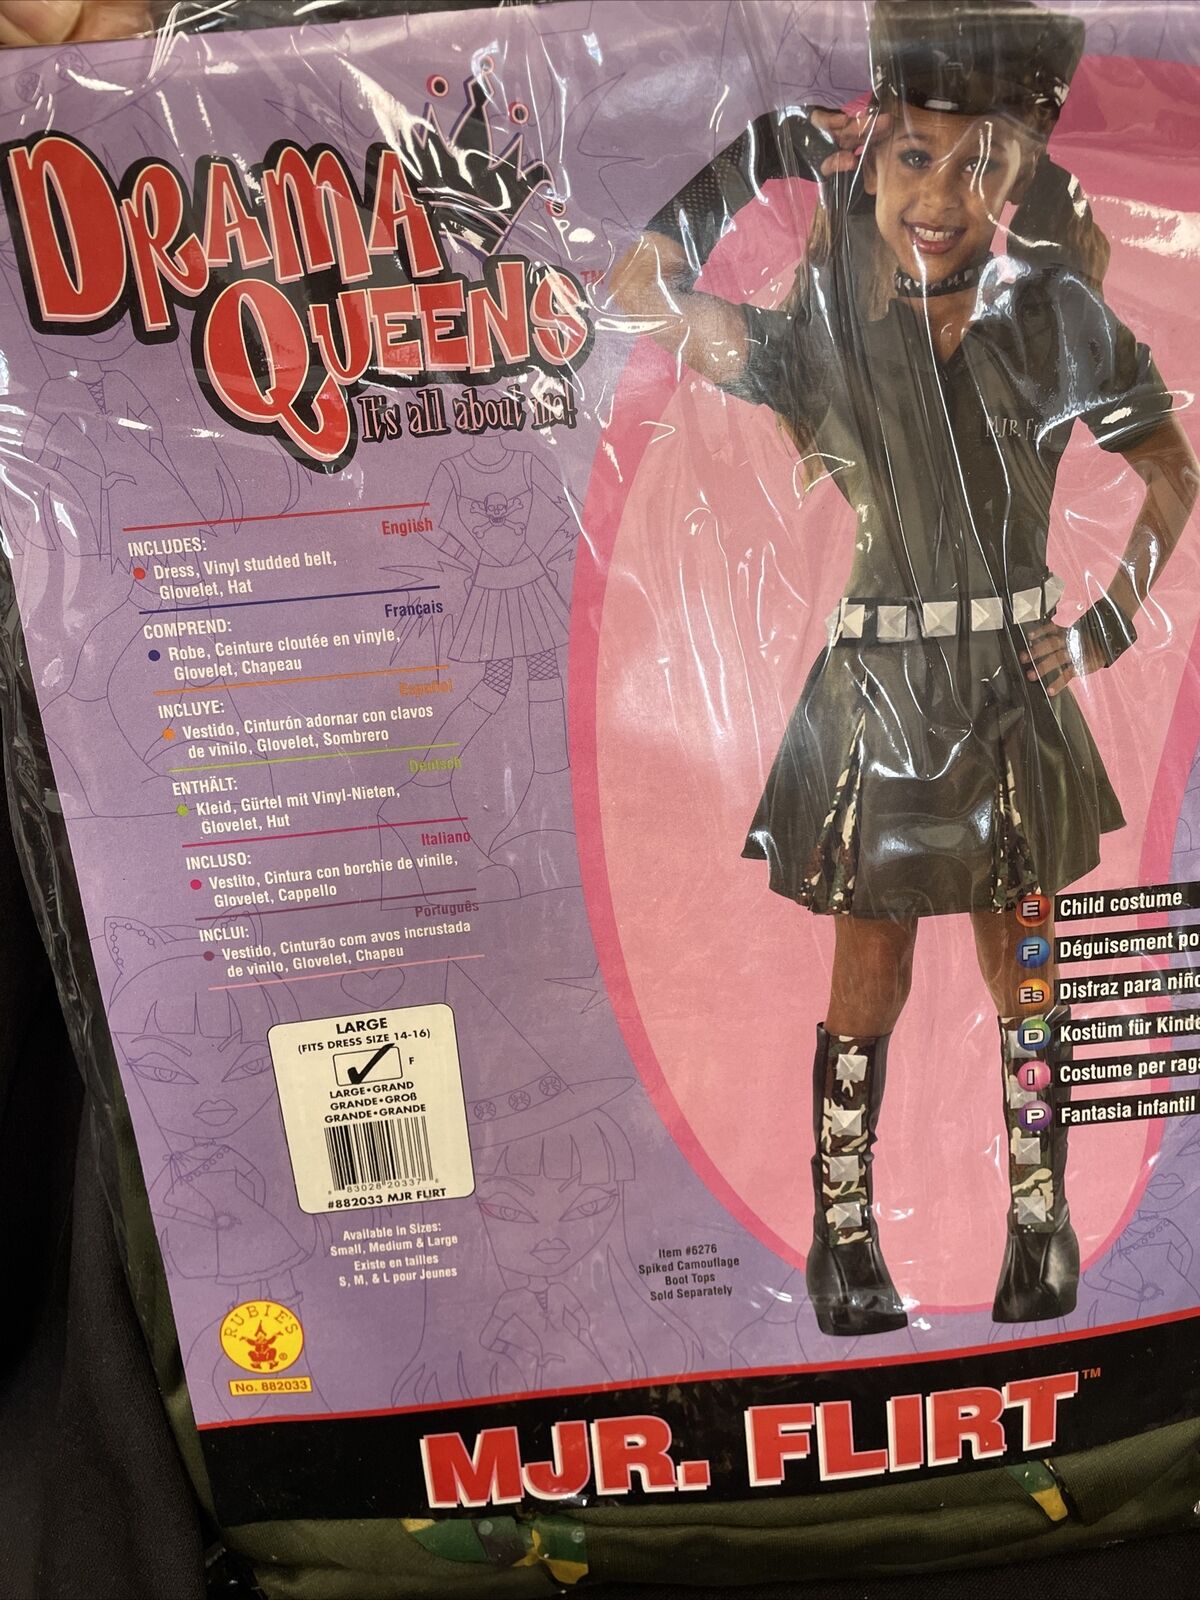 DRAMA
QUEENS™
It's all about me!
MJR. Flirt
English
INCLUDES:
Dress, Vinyl studded belt,
Glovelet, Hat
Français
COMPREND:
Robe, Ceinture cloutée en vinyle,
Glovelet, Chapeau
Español
INCLUYE:
Vestido, Cinturón adornar con clavos
de vinilo, Glovelet, Sombrero
Deutsch
ENTHÄLT:
Kleid, Gürtel mit Vinyl-Nieten,
Glovelet, Hut
Italiano
INCLUSO:
Vestito, Cintura con borchie de vinile,
Glovelet, Cappello
Português
INCLUI:
Vestido, Cinturão com avos incrustada
de vinilo, Glovelet, Chapeu
E Child costume
F Déguisement po
Es Disfraz para niño
D Kostüm für Kinde
I Costume per raga
P Fantasia infantil
LARGE
(FITS DRESS SIZE 14-16)
F
LARGE•GRAND
GRANDE•GROß
GRANDE•GRANDE
83028 20337
#882033 MJR FLIRT
Available in Sizes:
Small, Medium & Large
Existe en tailles
S, M, & L pour Jeunes
Item #6276
Spiked Camouflage
Boot Tops
Sold Separately
RUBIE'S
®
No. 882033
MJR. FLIRT™